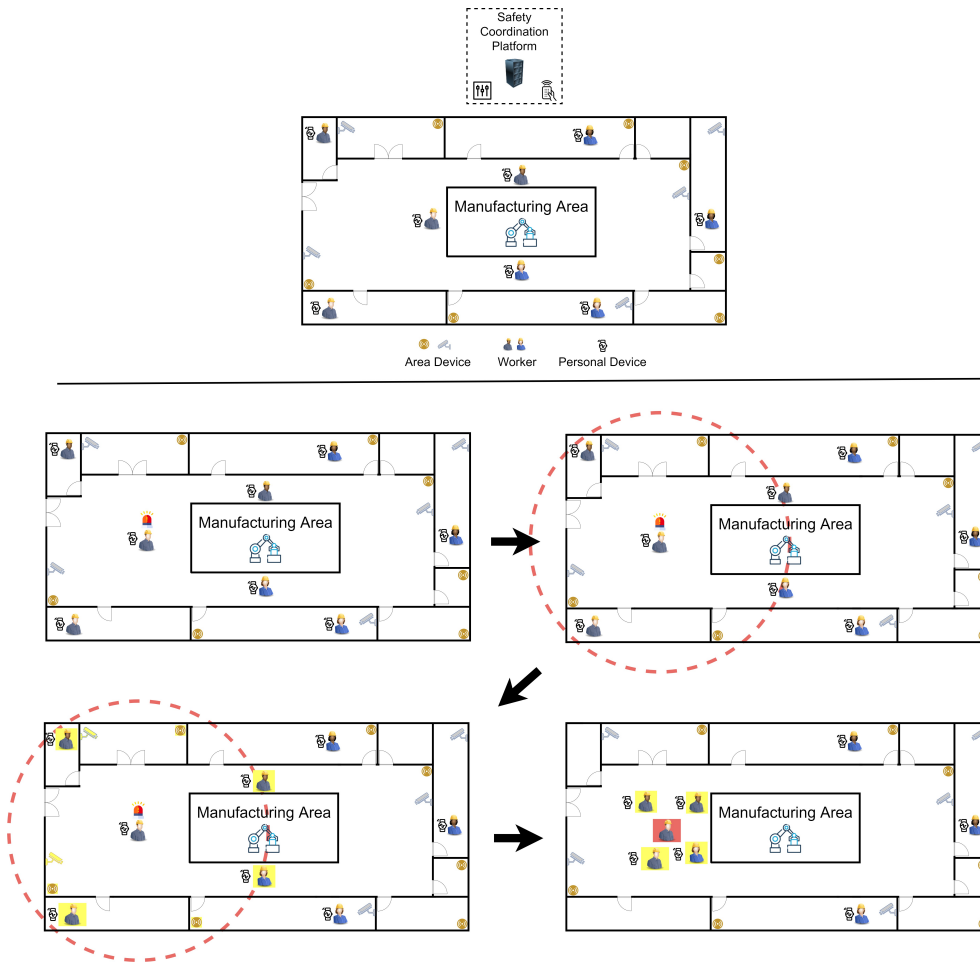 Safety
Coordination
Platform
Manufacturing Area
Area Device
Worker
Personal Device
Manufacturing Area
Manufacturing Area
Manufacturing Area
Manufacturing Area